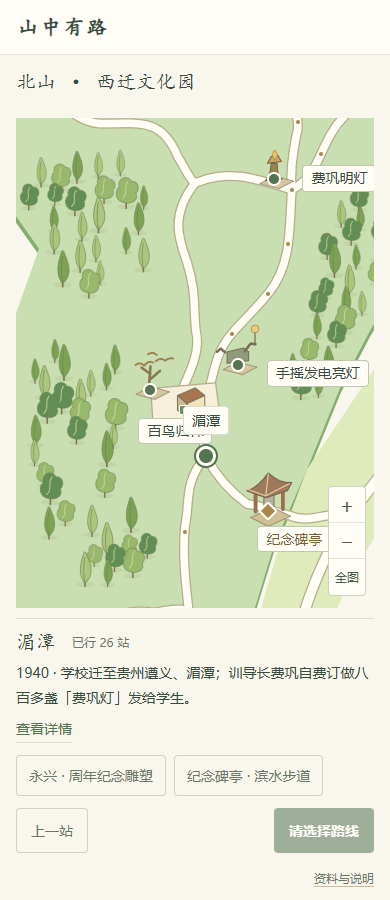 山中有路
北山 • 西迁文化园
费巩明灯
手摇发电亮灯
湄潭
百鸟归
纪念碑亭
+
−
全图
湄潭 已行 26 站
1940 · 学校迁至贵州遵义、湄潭；训导长费巩自费订做八
百多盏「费巩灯」发给学生。
查看详情
永兴 · 周年纪念雕塑
纪念碑亭 · 滨水步道
上一站
请选择路线
资料与说明